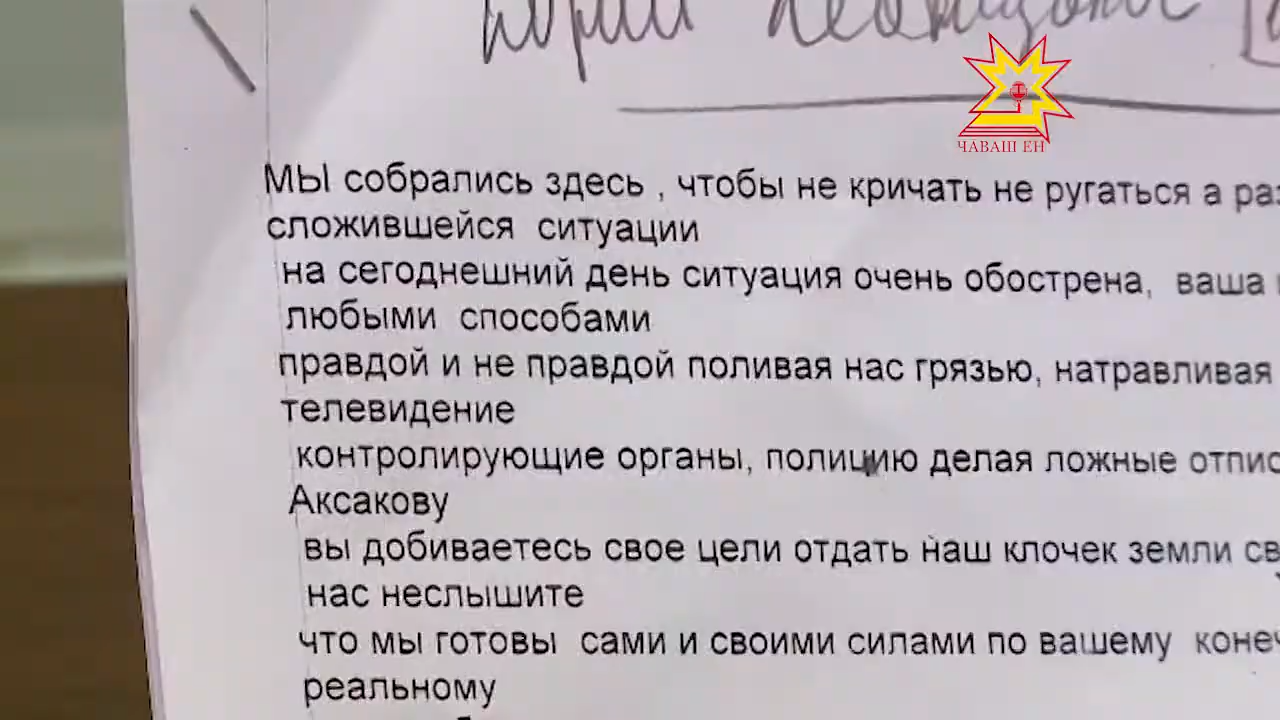 Юрий
ЧАВАШ ЕН
МЫ собрались здесь , чтобы не кричать не ругаться а
сложившейся ситуации
на сегоднешний день ситуация очень обострена, ваша
любыми способами
правдой и не правдой поливая нас грязью, натравливая
телевидение
контролирующие органы, полицию делая ложные
Аксакову
вы добиваетесь свое цели отдать наш клочек земли
нас неслышите
что мы готовы сами и своими силами по вашему
реальному